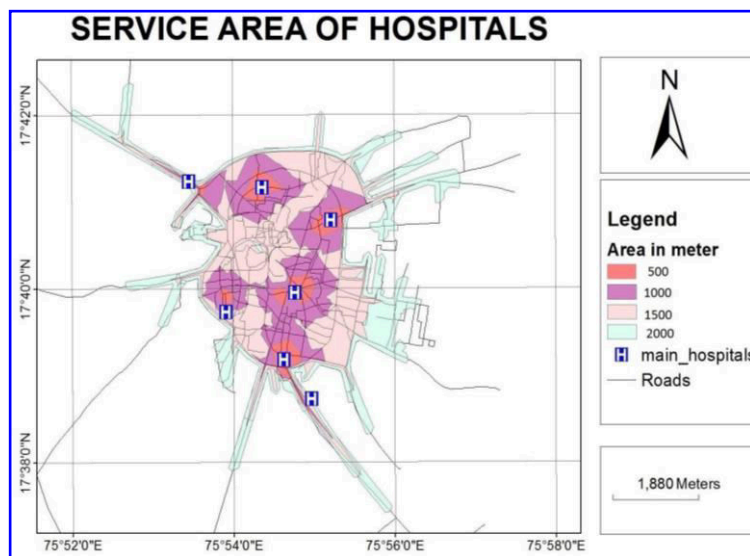 SERVICE AREA OF HOSPITALS
17°42'0"N
17°40'0"N
17°38'0"N
75°52'0"E
75°54'0"E
75°56'0"E
75°58'0"E
H
H
H
H
H
H
H
N
Legend
Area in meter
500
1000
1500
2000
H main_hospitals
Roads
1,880 Meters